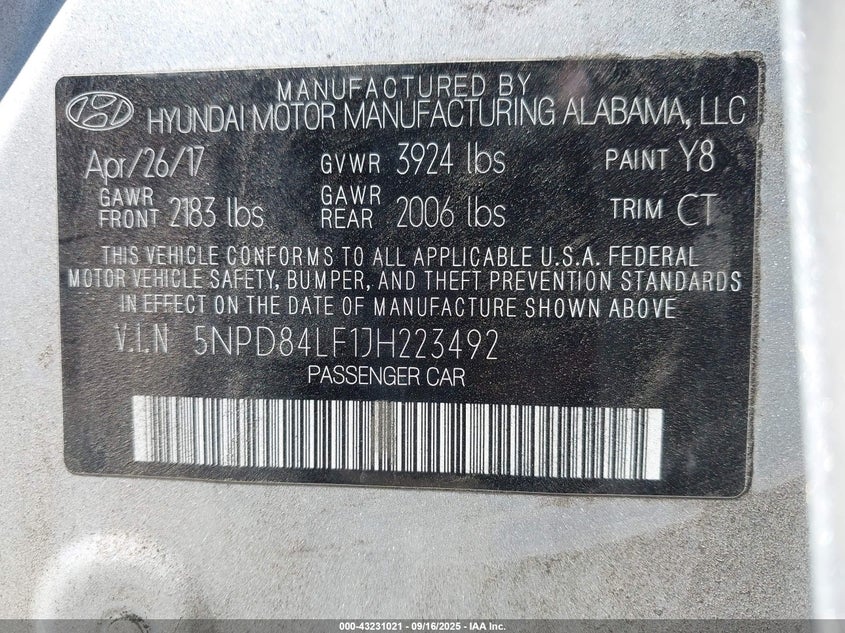 MANUFACTURED BY
HYUNDAI MOTOR MANUFACTURING ALABAMA, LLC
Apr/26/17 GVWR 3924 lbs PAINT Y8
GAWR FRONT 2183 lbs GAWR REAR 2006 lbs TRIM CT
THIS VEHICLE CONFORMS TO ALL APPLICABLE U.S.A. FEDERAL
MOTOR VEHICLE SAFETY, BUMPER, AND THEFT PREVENTION STANDARDS
IN EFFECT ON THE DATE OF MANUFACTURE SHOWN ABOVE
V.I.N 5NPD84LF1JH223492
PASSENGER CAR
000-43231021 - 09/16/2025 - IAA Inc.